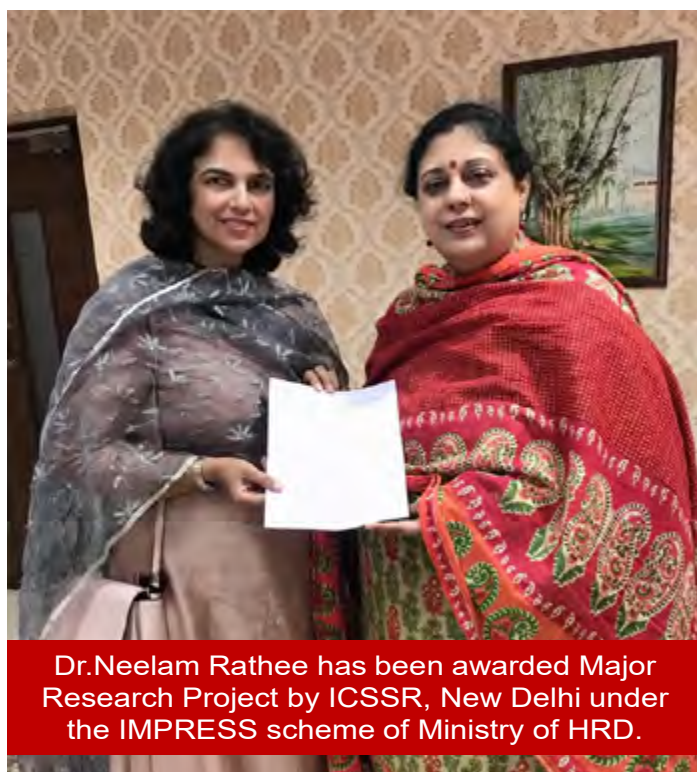 Dr.Neelam Rathee has been awarded Major
Research Project by ICSSR, New Delhi under
the IMPRESS scheme of Ministry of HRD.